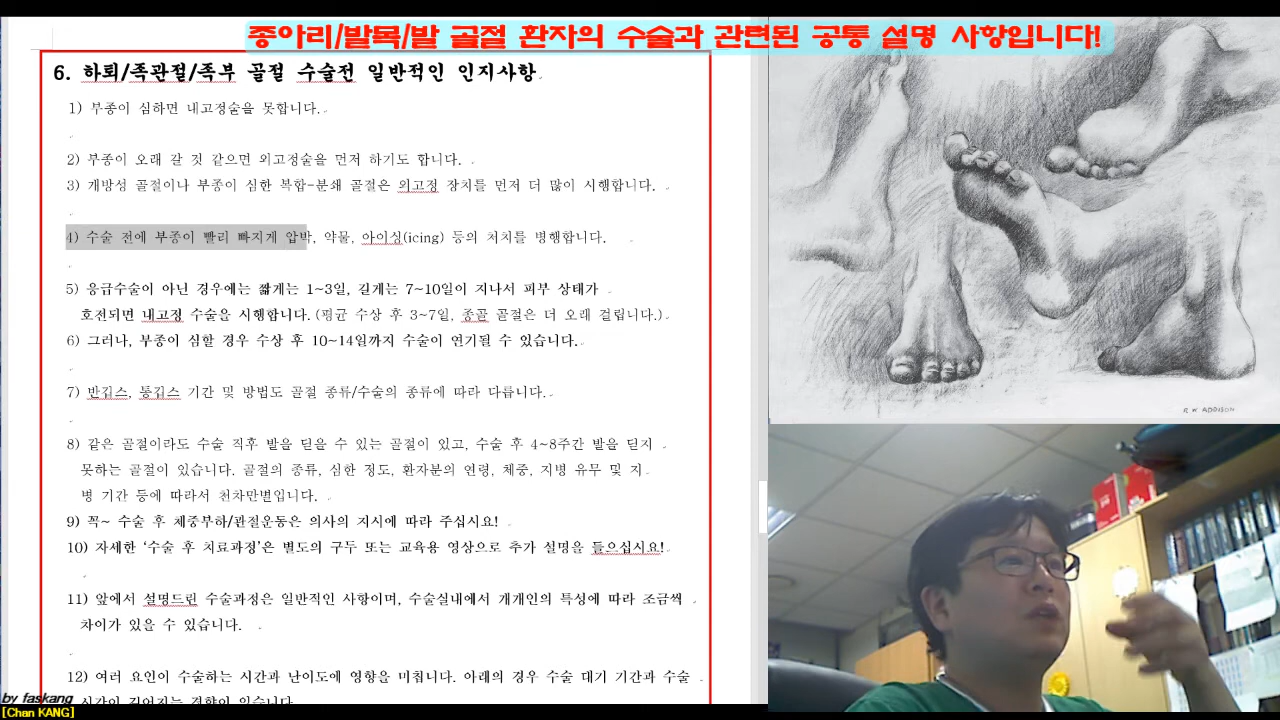 종아리/발목/발 골절 환자의 수술과 관련된 공통 설명 사항입니다!
6. 하퇴/족관절/족부 골절 수술전 일반적인 인지사항
1) 부종이 심하면 내고정술을 못합니다.
2) 부종이 오래 갈 것 같으면 외고정술을 먼저 하기도 합니다.
3) 개방성 골절이나 부종이 심한 복합-분쇄 골절은 외고정 장치를 먼저 더 많이 시행합니다.
4) 수술 전에 부종이 빨리 빠지게 압박, 약물, 아이싱(icing) 등의 처치를 병행합니다.
5) 응급수술이 아닌 경우에는 짧게는 1~3일, 길게는 7~10일이 지나서 피부 상태가
호전되면 내고정 수술을 시행합니다.(평균 수상 후 3~7일, 종골 골절은 더 오래 걸립니다.)
6) 그러나, 부종이 심할 경우 수상 후 10~14일까지 수술이 연기될 수 있습니다.
7) 반깁스, 통깁스 기간 및 방법도 골절 종류/수술의 종류에 따라 다릅니다.
8) 같은 골절이라도 수술 직후 발을 딛을 수 있는 골절이 있고, 수술 후 4~8주간 발을 딛지
못하는 골절이 있습니다. 골절의 종류, 심한 정도, 환자분의 연령, 체중, 지병 유무 및 지
병 기간 등에 따라서 천차만별입니다.
9) 꼭~ 수술 후 체중부하/관절운동은 의사의 지시에 따라 주십시요!
10) 자세한 '수술 후 치료과정'은 별도의 구두 또는 교육용 영상으로 추가 설명을 들으십시요!
11) 앞에서 설명드린 수술과정은 일반적인 사항이며, 수술실내에서 개개인의 특성에 따라 조금씩
차이가 있을 수 있습니다.
12) 여러 요인이 수술하는 시간과 난이도에 영향을 미칩니다. 아래의 경우 수술 대기 기간과 수술
시간이 길어지는 경향이 있습니다
by faskang
[Chan KANG]
R W ADDISON